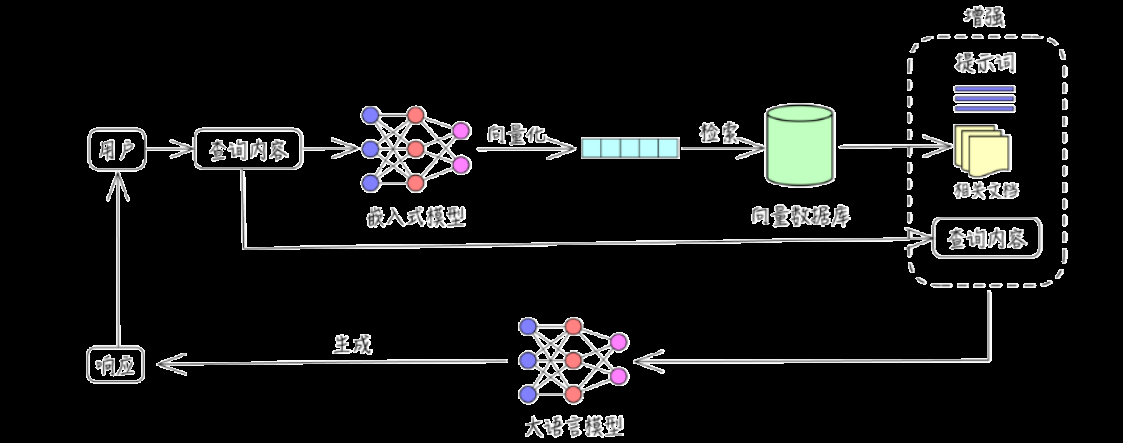 增强
提示词
用户
查询内容
向量化
检索
相关文档
嵌入式模型
向量数据库
查询内容
生成
响应
大语言模型